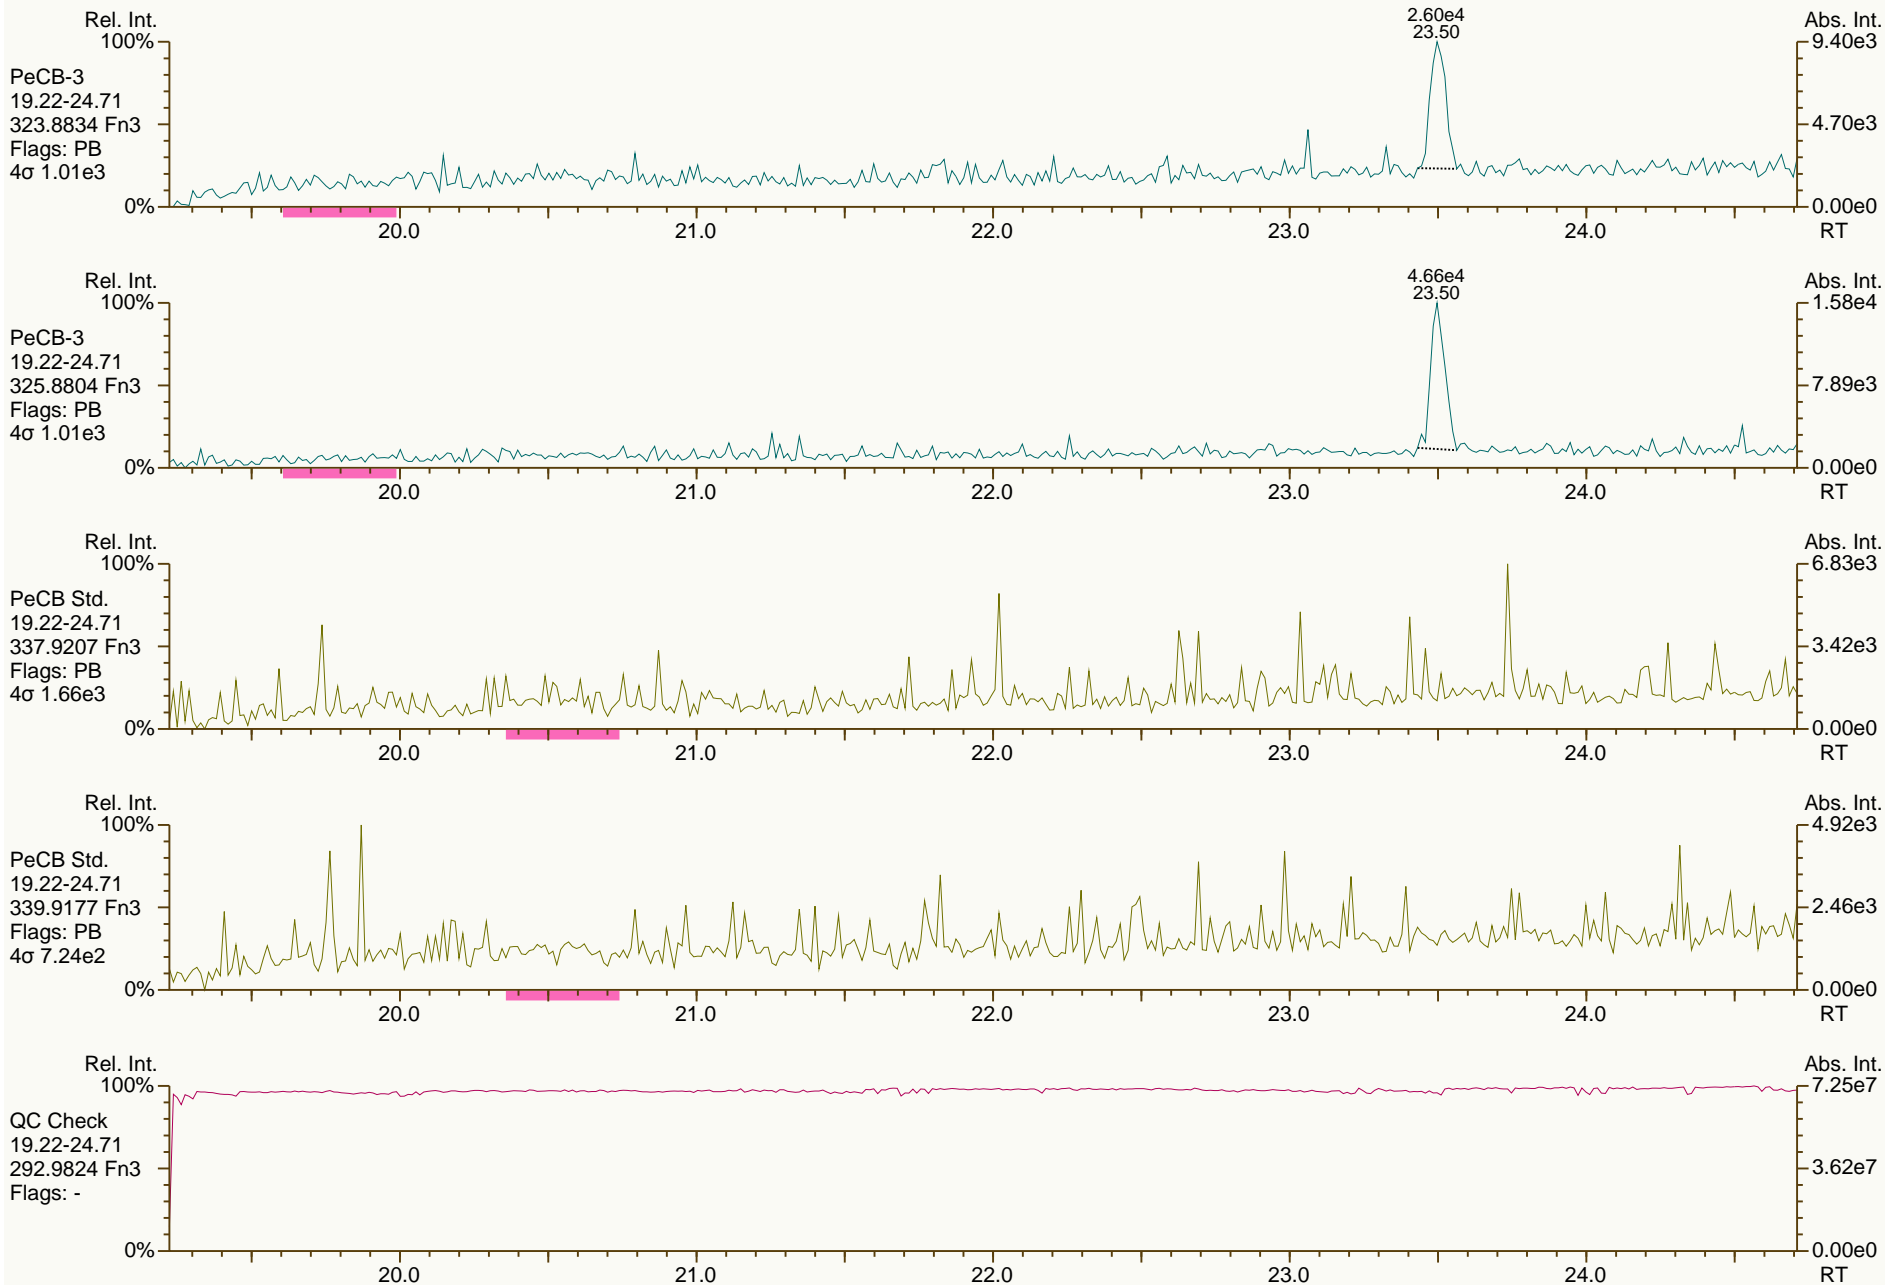 Rel. Int.
100%
0%
PeCB-3
19.22-24.71
323.8834 Fn3
Flags: PB
4σ 1.01e3
2.60e4
23.50
Abs. Int.
9.40e3
4.70e3
0.00e0
20.0 21.0 22.0 23.0 24.0 RT
Rel. Int.
100%
0%
PeCB-3
19.22-24.71
325.8804 Fn3
Flags: PB
4σ 1.01e3
4.66e4
23.50
Abs. Int.
1.58e4
7.89e3
0.00e0
20.0 21.0 22.0 23.0 24.0 RT
Rel. Int.
100%
0%
PeCB Std.
19.22-24.71
337.9207 Fn3
Flags: PB
4σ 1.66e3
Abs. Int.
6.83e3
3.42e3
0.00e0
20.0 21.0 22.0 23.0 24.0 RT
Rel. Int.
100%
0%
PeCB Std.
19.22-24.71
339.9177 Fn3
Flags: PB
4σ 7.24e2
Abs. Int.
4.92e3
2.46e3
0.00e0
20.0 21.0 22.0 23.0 24.0 RT
Rel. Int.
100%
0%
QC Check
19.22-24.71
292.9824 Fn3
Flags: -
Abs. Int.
7.25e7
3.62e7
0.00e0
20.0 21.0 22.0 23.0 24.0 RT